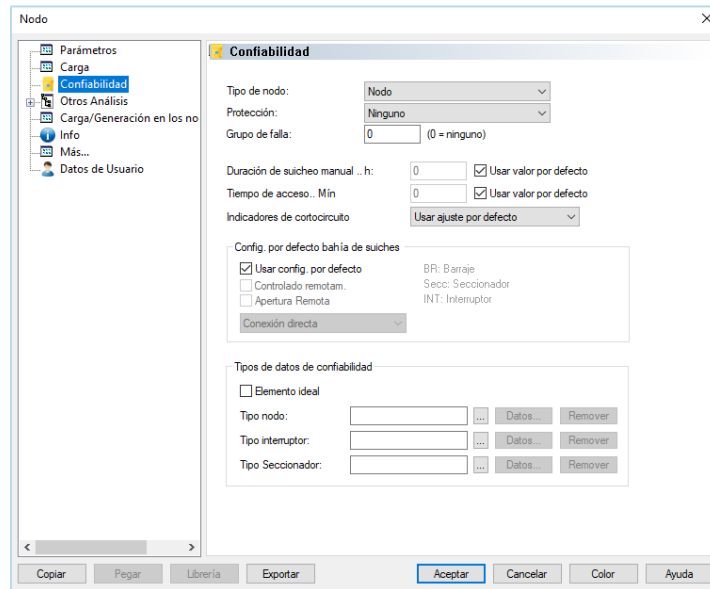 Nodo
Parámetros
Carga
Confiabilidad
Otros Análisis
Carga/Generación en los no
Info
Más...
Datos de Usuario
Confiabilidad
Tipo de nodo: Nodo
Protección: Ninguno
Grupo de falla: 0 (0 = ninguno)
Duración de suicheo manual .. h: 0 Usar valor por defecto
Tiempo de acceso.. Mín 0 Usar valor por defecto
Indicadores de cortocircuito Usar ajuste por defecto
Config. por defecto bahía de suiches
Usar config. por defecto BR: Barraje
Controlado remotam. Secc: Seccionador
Apertura Remota INT: Interruptor
Conexión directa
Tipos de datos de confiabilidad
Elemento ideal
Tipo nodo: ... Datos... Remover
Tipo interruptor: ... Datos... Remover
Tipo Seccionador: ... Datos... Remover
Copiar Pegar Librería Exportar Aceptar Cancelar Color Ayuda